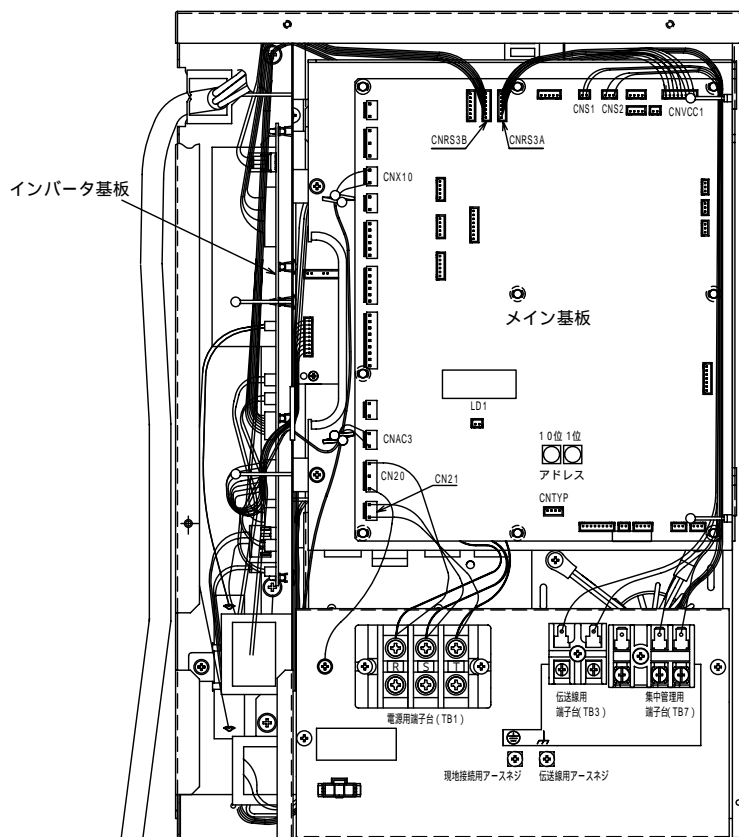 CNS1 CNS2 CNVCC1
CNRS3B CNRS3A
CNX10
インバータ基板
メイン基板
LD1
CNAC3
10位 1位
アドレス
CN20
CN21
CNTYP
R S T
電源用端子台(TB1)
伝送線用
端子台(TB3)
集中管理用
端子台(TB7)
現地接続用アースネジ
伝送線用アースネジ